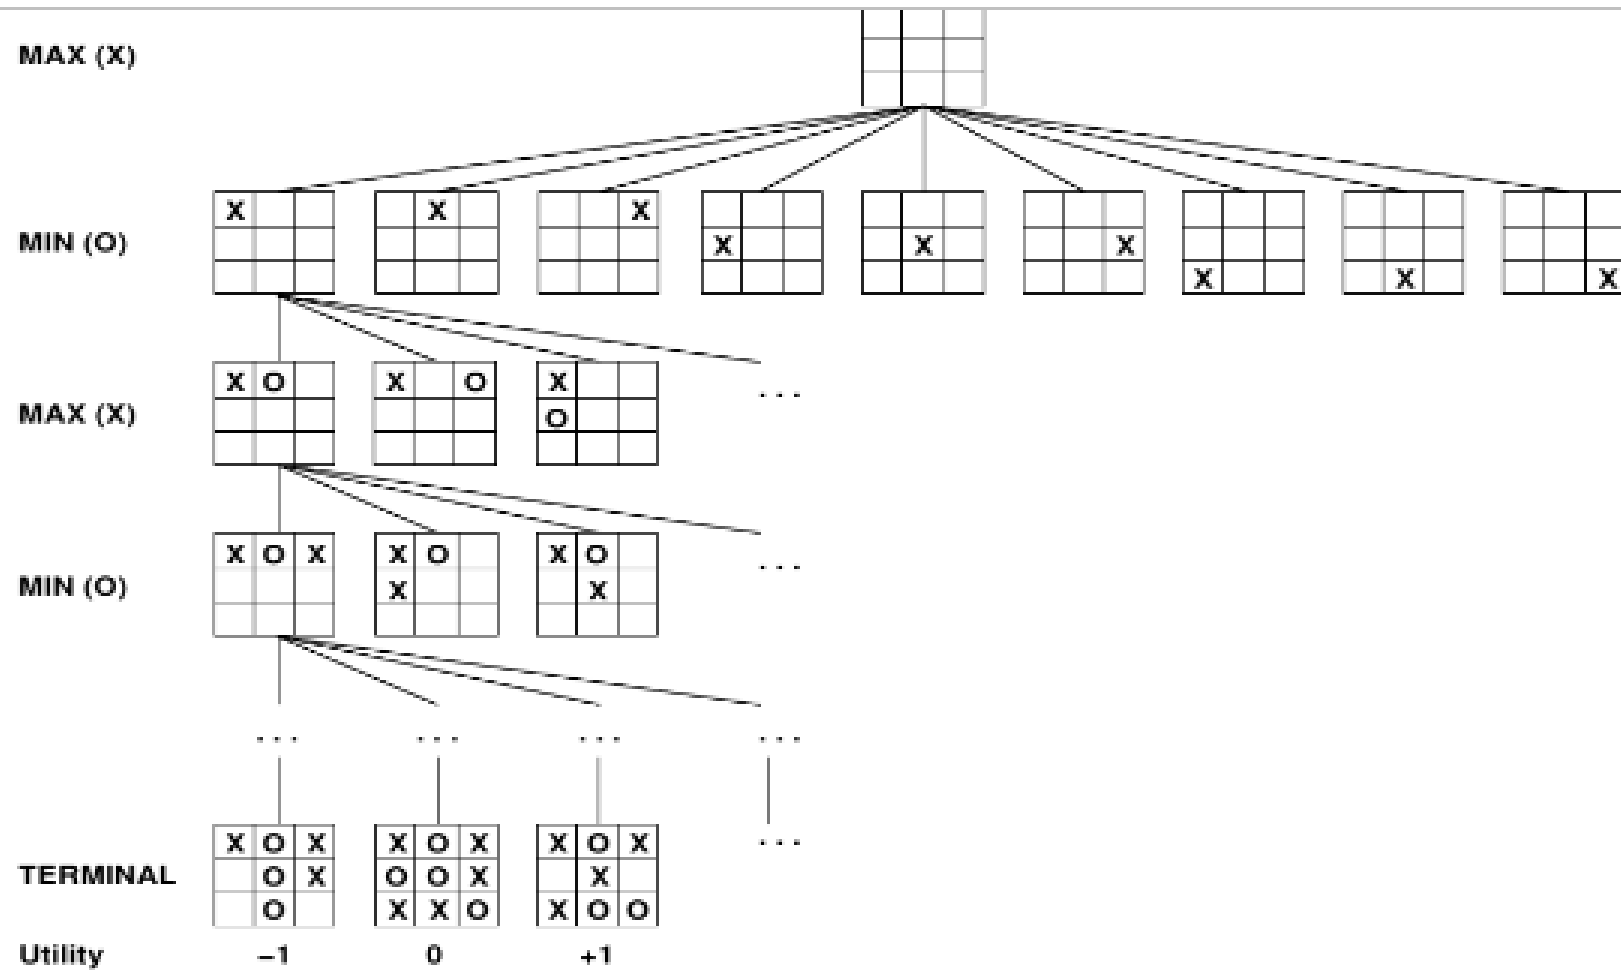 MAX (X)
X X X
MIN (O) X X X
X X X
X O X O X
MAX (X) O
...
X O X X O X O
MIN (O) X X
...
... ... ... ...
X O X X O X X O X ...
TERMINAL O X O O X X
O X X O X O O
Utility −1 0 +1